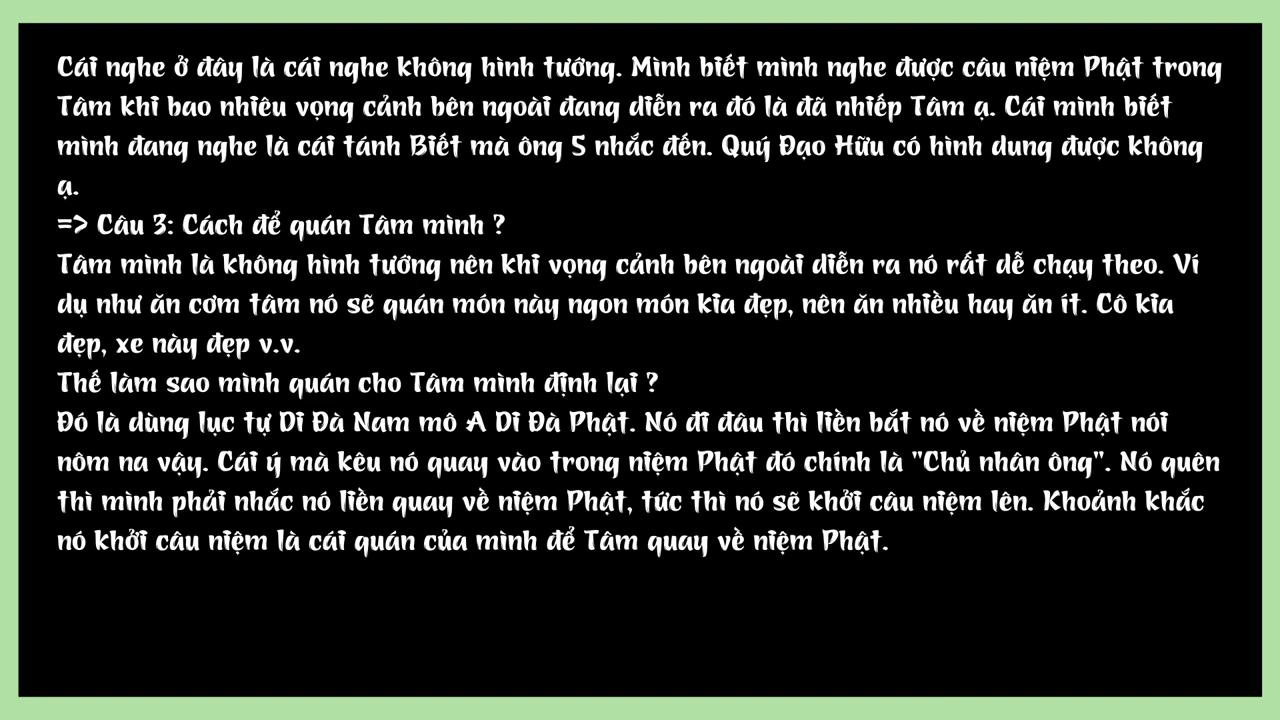 Cái nghe ở đây là cái nghe không hình tướng. Mình biết mình nghe được câu niệm Phật trong
Tâm khi bao nhiêu vọng cảnh bên ngoài đang diễn ra đó là đã nhiếp Tâm ạ. Cái mình biết
mình đang nghe là cái tánh Biết mà ông 5 nhắc đến. Quý Đạo Hữu có hình dung được không
ạ.
=> Câu 3: Cách để quán Tâm mình ?
Tâm mình là không hình tướng nên khi vọng cảnh bên ngoài diễn ra nó rất dễ chạy theo. Ví
dụ như ăn cơm tâm nó sẽ quán món này ngon món kia đẹp, nên ăn nhiều hay ăn ít. Cô kia
đẹp, xe này đẹp v.v.
Thế làm sao mình quán cho Tâm mình định lại ?
Đó là dùng lục tự Di Đà Nam mô A Di Đà Phật. Nó đi đâu thì liền bắt nó về niệm Phật nói
nôm na vậy. Cái ý mà kêu nó quay vào trong niệm Phật đó chính là "Chủ nhân ông". Nó quên
thì mình phải nhắc nó liền quay về niệm Phật, tức thì nó sẽ khởi câu niệm lên. Khoảnh khắc
nó khởi câu niệm là cái quán của mình để Tâm quay về niệm Phật.